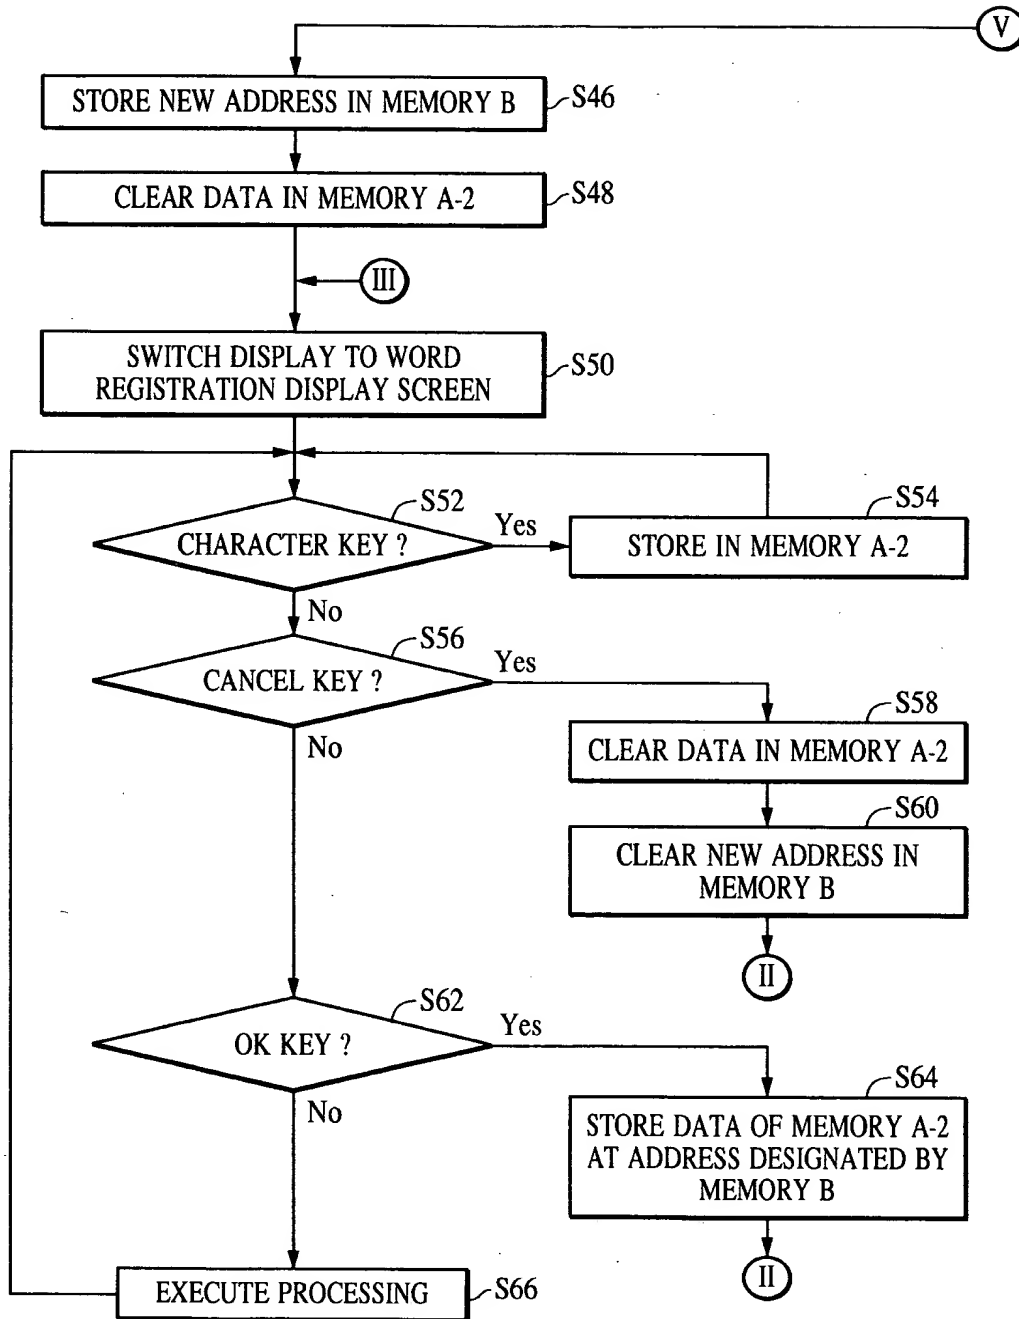 V
STORE NEW ADDRESS IN MEMORY B
S46
CLEAR DATA IN MEMORY A-2
S48
III
SWITCH DISPLAY TO WORD
REGISTRATION DISPLAY SCREEN
S50
S52
CHARACTER KEY ?
Yes
S54
STORE IN MEMORY A-2
No
S56
CANCEL KEY ?
Yes
S58
CLEAR DATA IN MEMORY A-2
No
S60
CLEAR NEW ADDRESS IN
MEMORY B
II
S62
OK KEY ?
Yes
S64
STORE DATA OF MEMORY A-2
AT ADDRESS DESIGNATED BY
MEMORY B
No
II
EXECUTE PROCESSING
S66